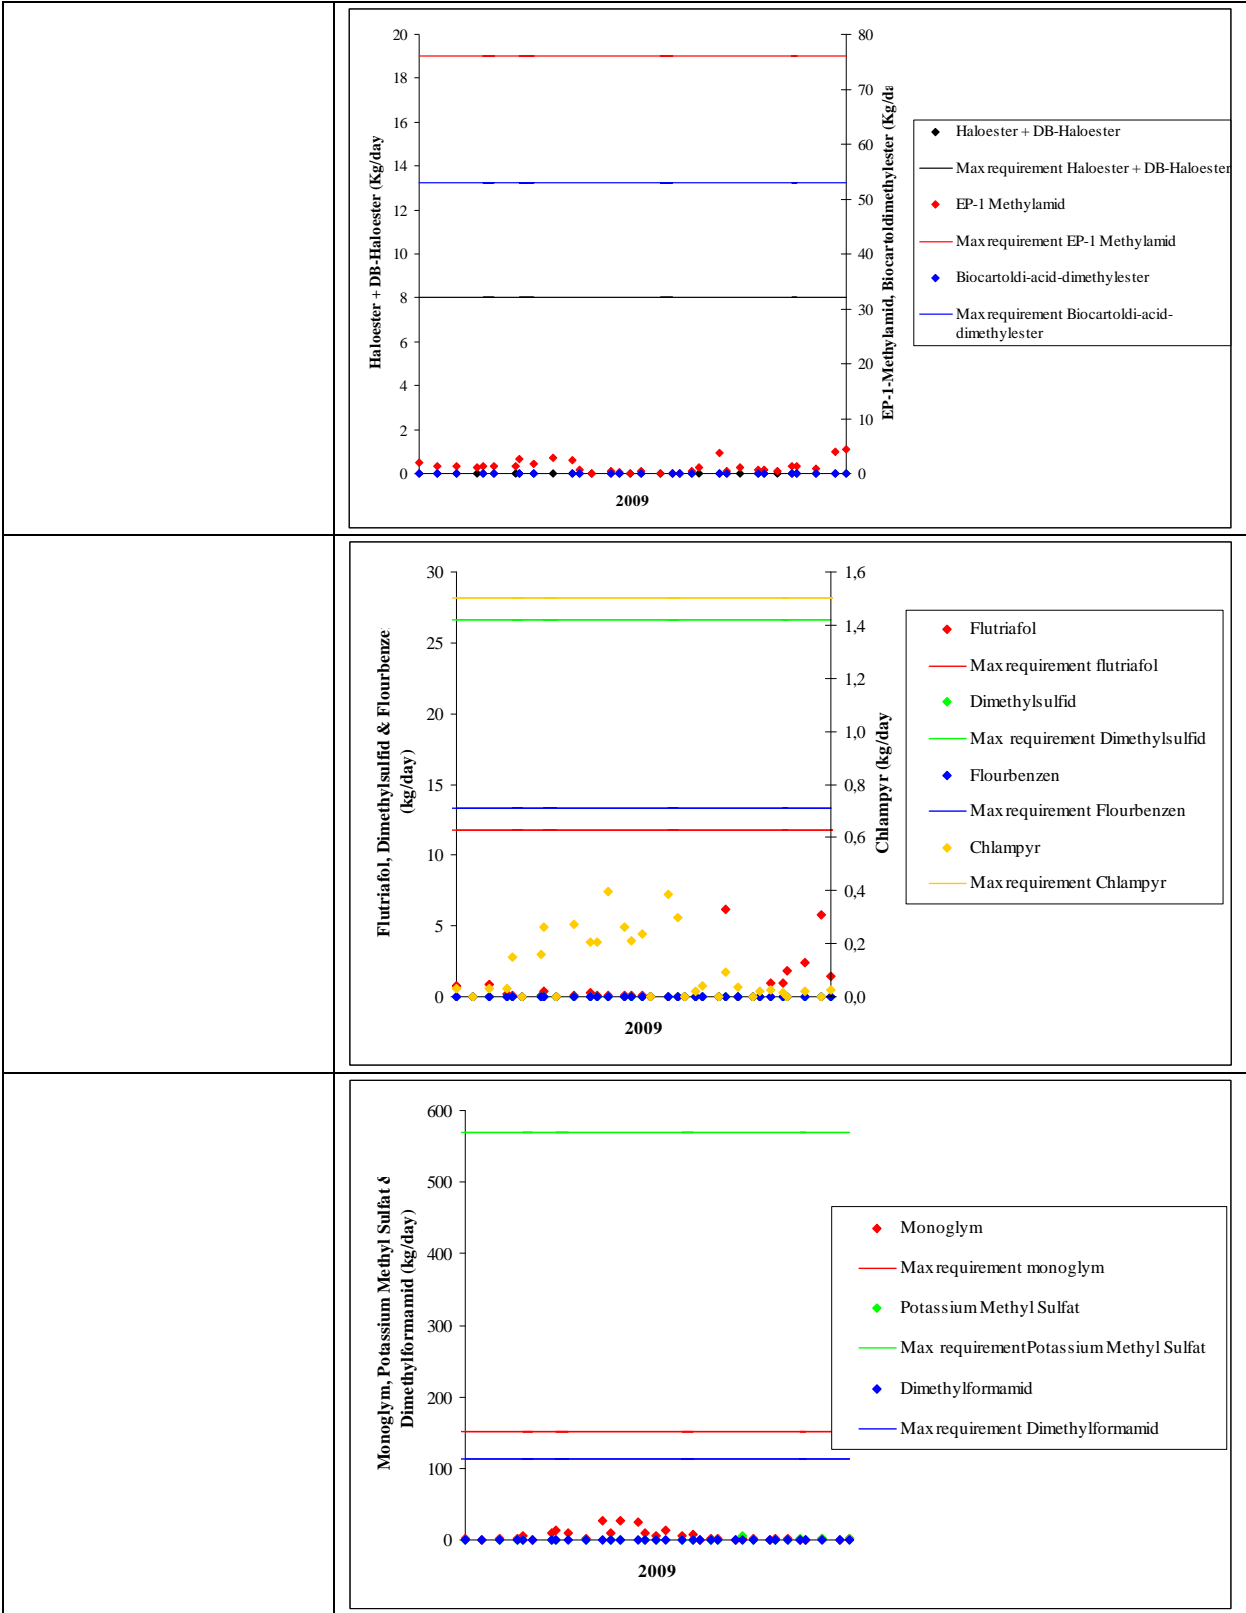 20
18
16
14
12
10
8
6
4
2
0
Haloester + DB-Haloester (Kg/day
80
70
60
50
40
30
20
10
0
EP-1-Methylamid, Biocartoldimethylester (Kg/da
2009
Haloester + DB-Haloester
Max requirement Haloester + DB-Haloester
EP-1 Methylamid
Max requirement EP-1 Methylamid
Biocartoldi-acid-dimethylester
Max requirement Biocartoldi-acid-
dimethylester
30
25
20
15
10
5
0
Flutriafol, Dimethylsulfid & Flourbenze
(kg/day)
1,6
1,4
1,2
1,0
0,8
0,6
0,4
0,2
0,0
Chlampyr (kg/day
2009
Flutriafol
Max requirement flutriafol
Dimethylsulfid
Max requirement Dimethylsulfid
Flourbenzen
Max requirement Flourbenzen
Chlampyr
Max requirement Chlampyr
600
500
400
300
200
100
0
Monoglym, Potassium Methyl Sulfat &
Dimethylformamid (kg/day)
2009
Monoglym
Max requirement monoglym
Potassium Methyl Sulfat
Max requirement Potassium Methyl Sulfat
Dimethylformamid
Max requirement Dimethylformamid